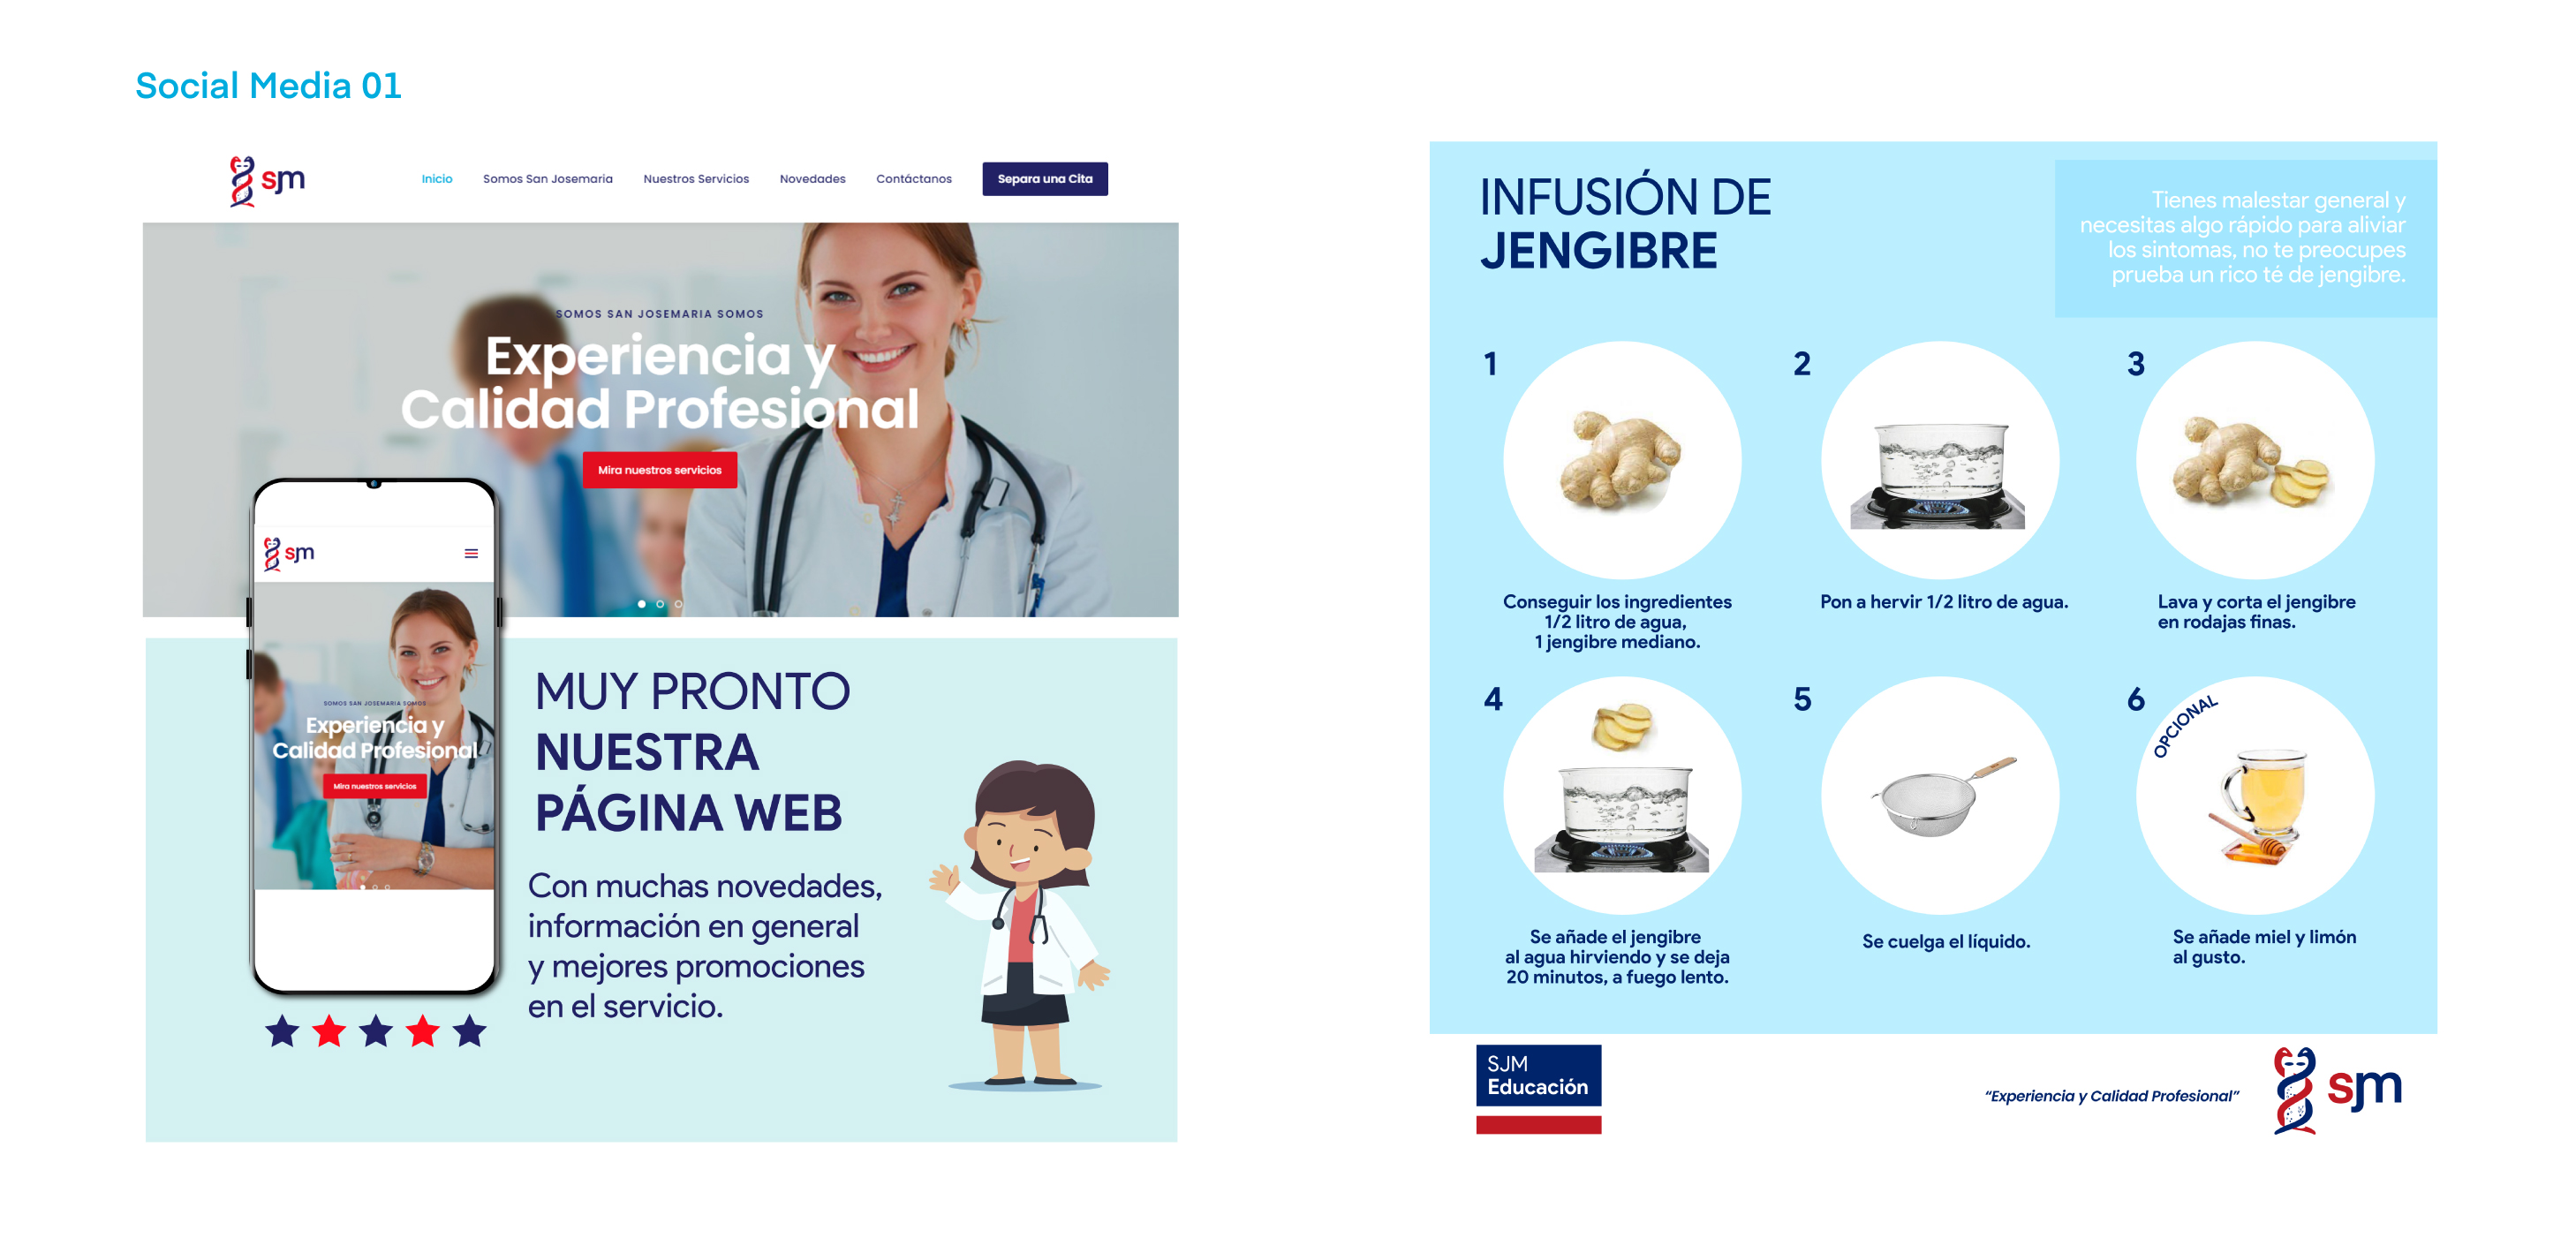 Social Media 01
sjm
Inicio Somos San Josemaria Nuestros Servicios Novedades Contáctanos Separa una Cita
SOMOS SAN JOSEMARIA SOMOS
Experiencia y
Calidad Profesional
Mira nuestros servicios
sjm
SOMOS SAN JOSEMARIA SOMOS
Experiencia y
Calidad Profesional
Mira nuestros servicios
MUY PRONTO
NUESTRA
PÁGINA WEB
Con muchas novedades,
información en general
y mejores promociones
en el servicio.
INFUSIÓN DE
JENGIBRE
Tienes malestar general y
necesitas algo rápido para aliviar
los sintomas, no te preocupes
prueba un rico té de jengibre.
1
Conseguir los ingredientes
1/2 litro de agua,
1 jengibre mediano.
2
Pon a hervir 1/2 litro de agua.
3
Lava y corta el jengibre
en rodajas finas.
4
Se añade el jengibre
al agua hirviendo y se deja
20 minutos, a fuego lento.
5
Se cuelga el líquido.
6
OPCIONAL
Se añade miel y limón
al gusto.
SJM
Educación
“Experiencia y Calidad Profesional”
sjm